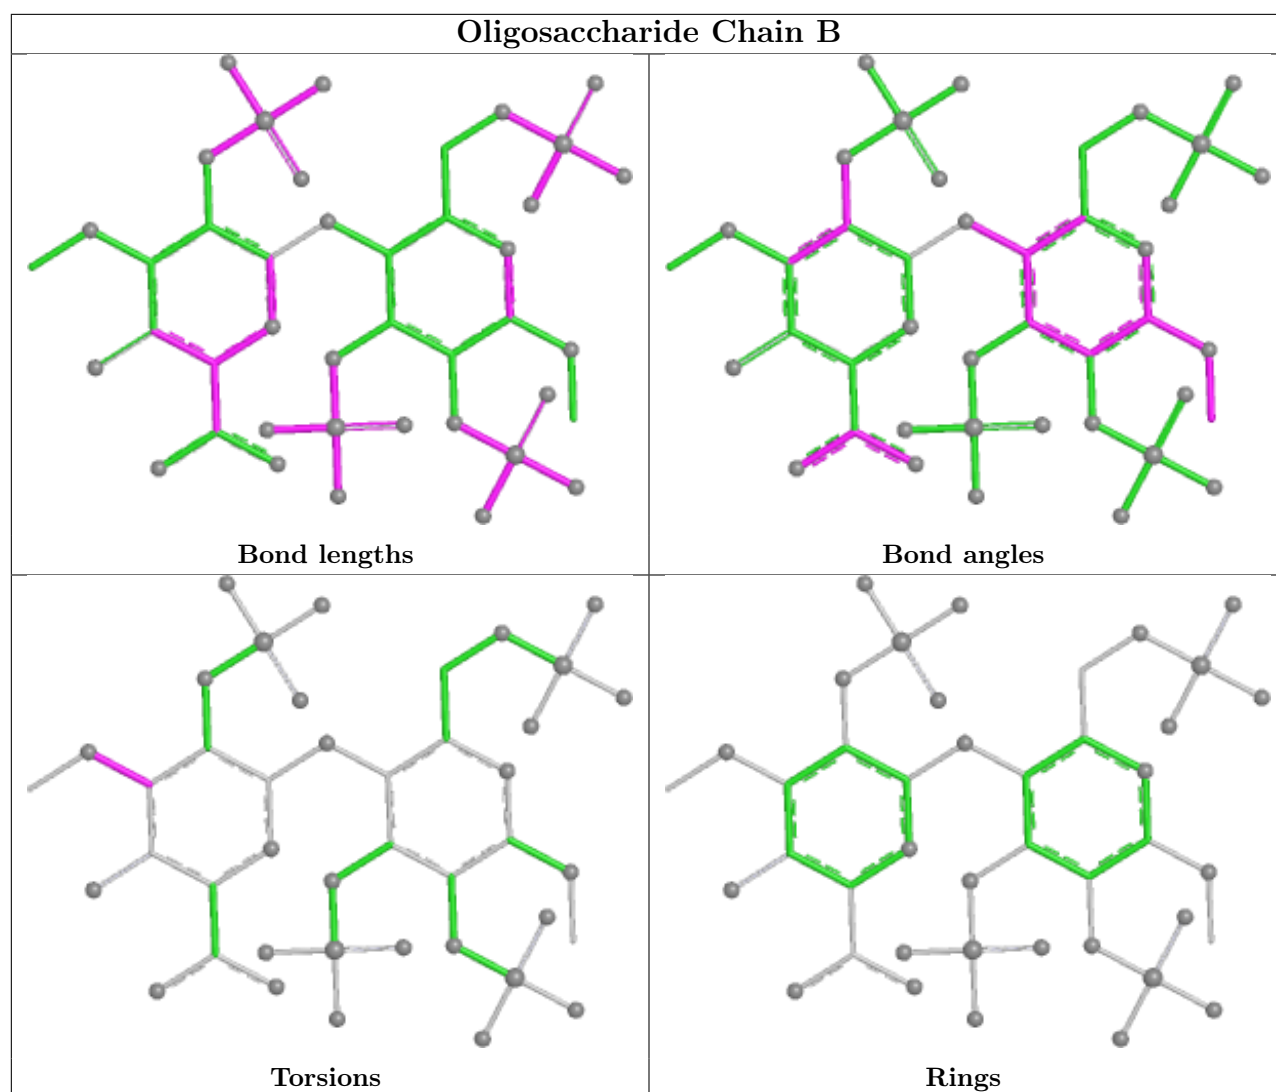 Oligosaccharide Chain B
Bond lengths
Bond angles
Torsions
Rings